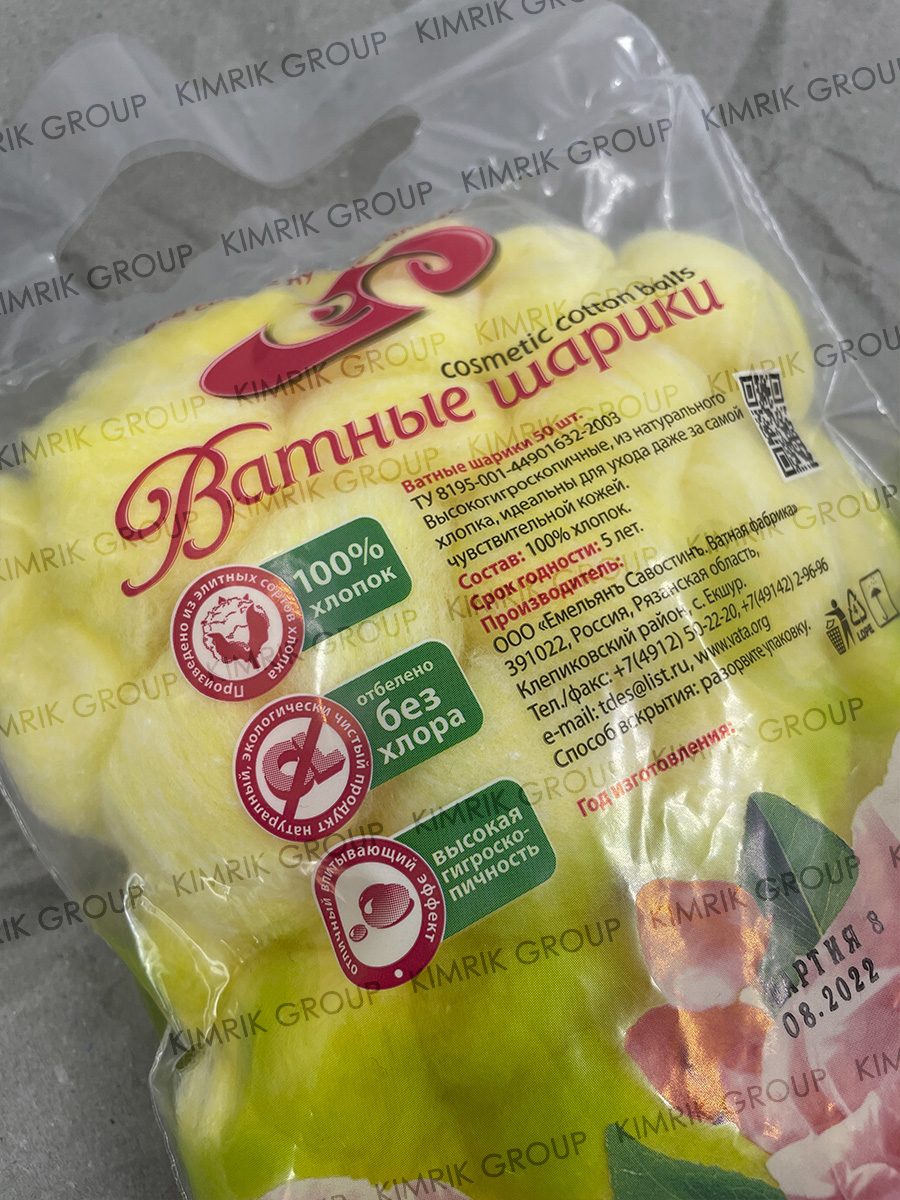 Cosmetic cotton balls
Ватные шарики
Ватные шарики 50 шт.
ТУ 8195-001-44901632-2003
Высокогигроскопичные, из натурального
хлопка, идеальны для ухода даже за самой
чувствительной кожей.
Состав: 100% хлопок.
Срок годности: 5 лет.
Производитель:
ООО «Емельянъ Савостинъ. Ватная фабрика»
391022, Россия, Рязанская область,
Клепиковский район, с. Екшур.
Тел./факс: +7(4912) 50-22-20, +7(49142) 2-96-96
e-mail: tdes@list.ru, www.vata.org
Способ вскрытия: разорвите упаковку.
LDPE
Год изготовления:
Произведено из элитных сортов хлопка
100%
хлопок
натуральный, экологически чистый продукт
cl
отбелено
без
хлора
отличный впитывающий эффект
высокая
гигроско-
пичность
АРТИЯ 8
08.2022
KIMRIK GROUP